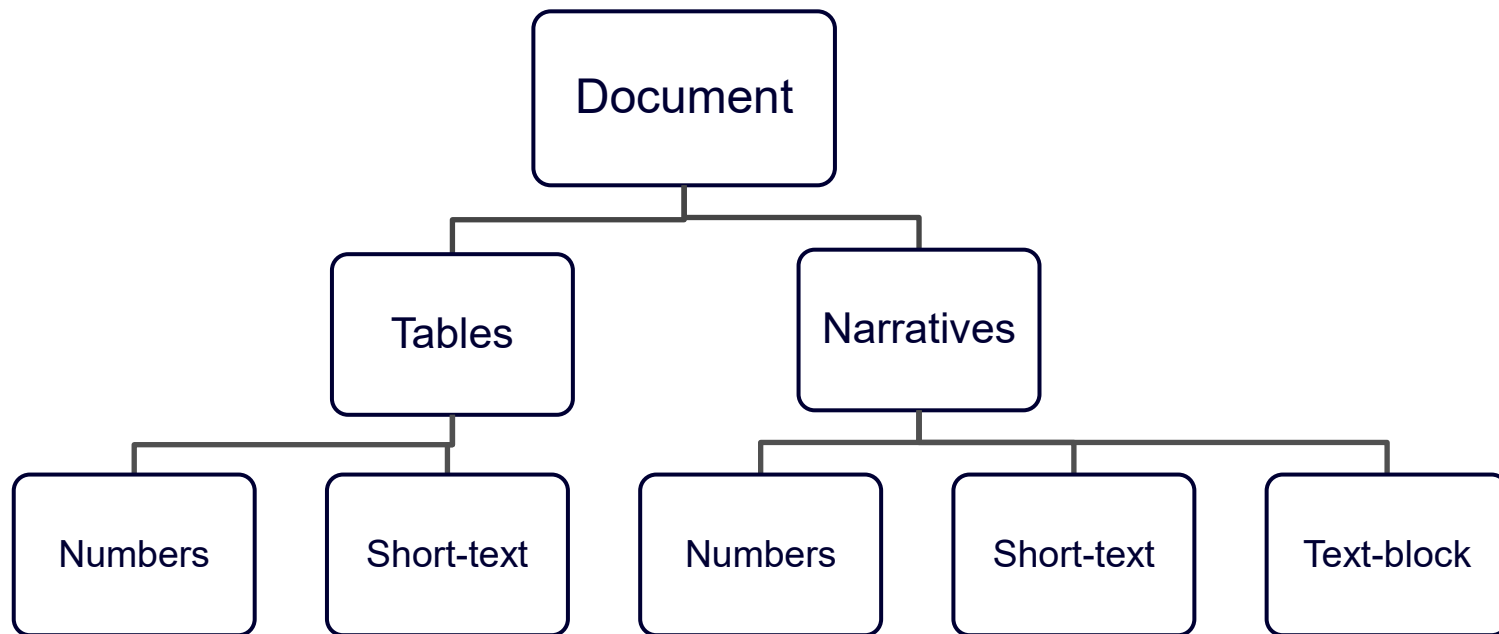 Document
Tables
Narratives
Numbers
Short-text
Numbers
Short-text
Text-block